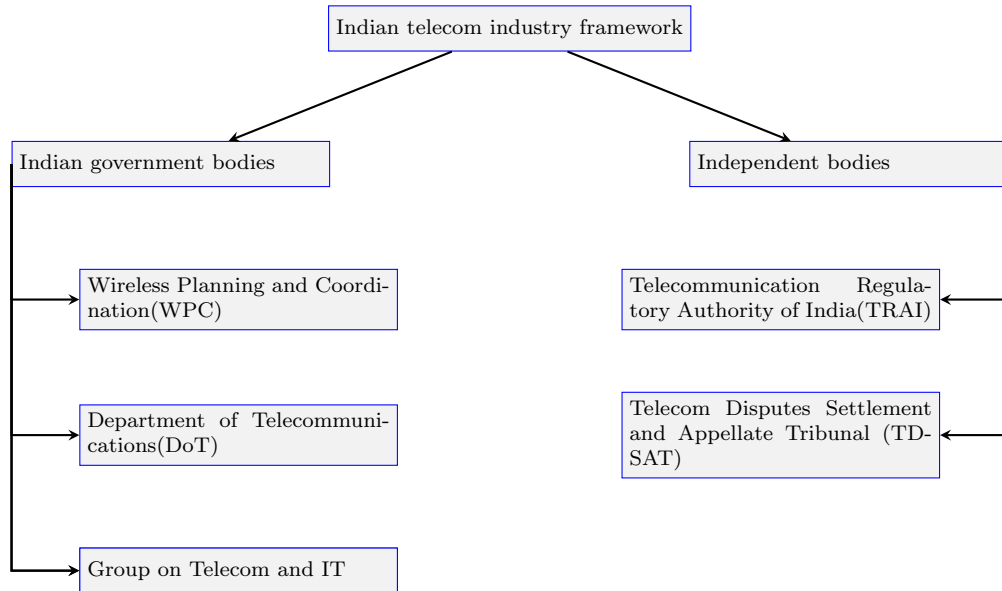 Indian telecom industry framework
Indian government bodies
Independent bodies
Wireless Planning and Coordi-
nation(WPC)
Telecommunication Regula-
tory Authority of India(TRAI)
Department of Telecommuni-
cations(DoT)
Telecom Disputes Settlement
and Appellate Tribunal (TD-
SAT)
Group on Telecom and IT